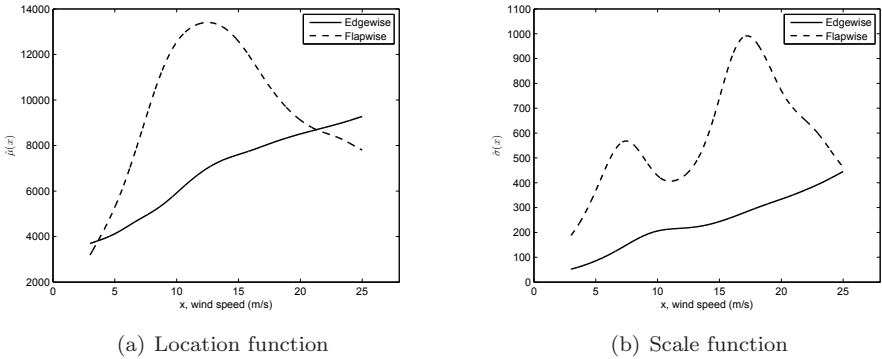 14000
12000
10000
8000
6000
4000
2000
μ̂(x)
Edgewise
Flapwise
0 5 10 15 20 25
x, wind speed (m/s)
(a) Location function
1100
1000
900
800
700
600
500
400
300
200
100
0
σ̂(x)
Edgewise
Flapwise
0 5 10 15 20 25
x, wind speed (m/s)
(b) Scale function